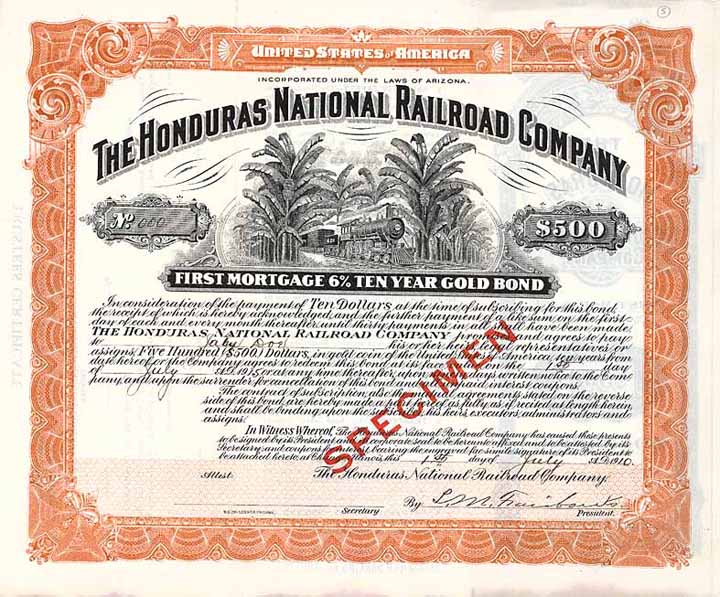 5
UNITED STATES OF AMERICA
INCORPORATED UNDER THE LAWS OF ARIZONA.
THE HONDURAS NATIONAL RAILROAD COMPANY
No. 000
$500
FIRST MORTGAGE 6% TEN YEAR GOLD BOND
In consideration of the payment of Ten Dollars at the time of subscribing for this bond,
the receipt of which is hereby acknowledged, and the further payment of a like sum on the first
day of each and every month thereafter until thirty payments in all shall have been made
THE HONDURAS NATIONAL RAILROAD COMPANY promises and agrees to pay
to Doe his or her heirs, representatives or
assigns, Five Hundred ($500) Dollars, in gold coin of the United States of America, ten years from
day hereof, or the Company agrees to redeem this bond at its face value on the 1st day
of July A.D. 1915 or at any time thereafter, upon written to the Com-
pany, and upon the surrender for cancellation of this bond and interest coupons.
The contract of subscription, also the mutual agreements stated on the reverse
side of this bond, are hereby made a part hereof as fully as if recited at length herein,
and shall be binding upon the heirs, executors, administrators and
assigns.
In Witness Whereof, The Honduras National Railroad Company has caused these presents
to be signed by its President and its corporate seal to be hereunto affixed and to be attested by its
Secretary and coupons bearing the engraved fac simile signature of its President to
be attached hereto, at Chicago, Illinois, this 1st day of July A.D. 1910.
Attest: The Honduras National Railroad Company.
Secretary
By: S. M. Fairbanks
President.
SPECIMEN
TRUSTEES CERTIFICATE